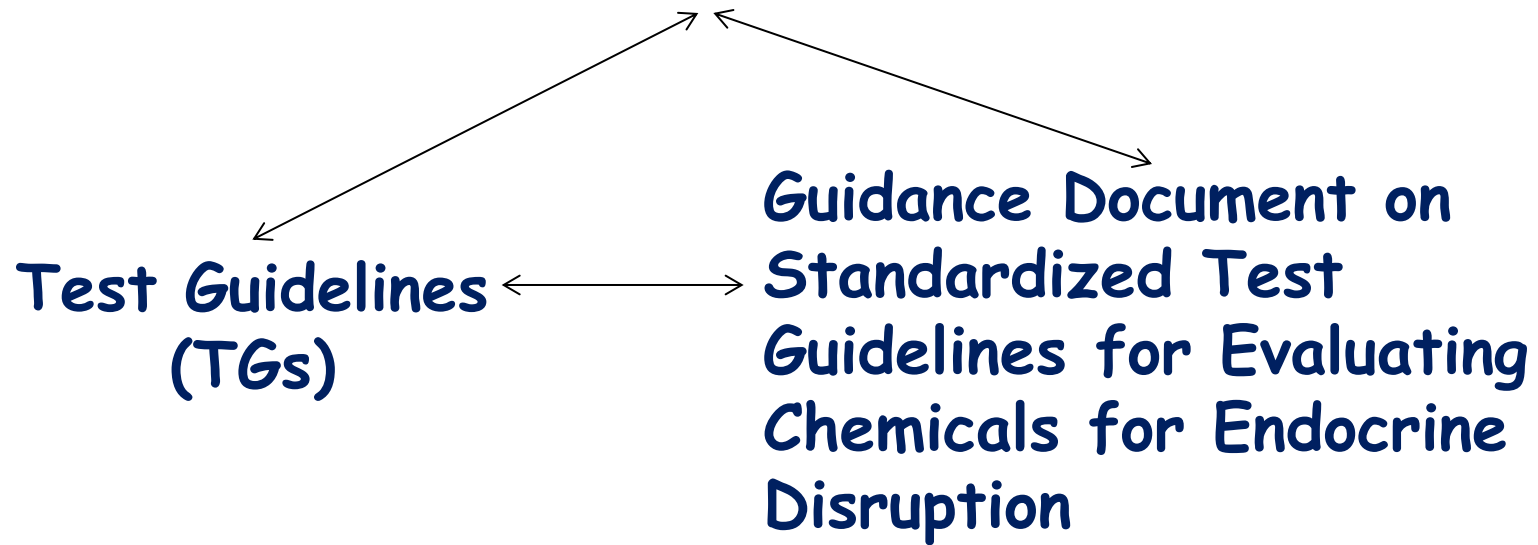 Test Guidelines
(TGs)
Guidance Document on
Standardized Test
Guidelines for Evaluating
Chemicals for Endocrine
Disruption